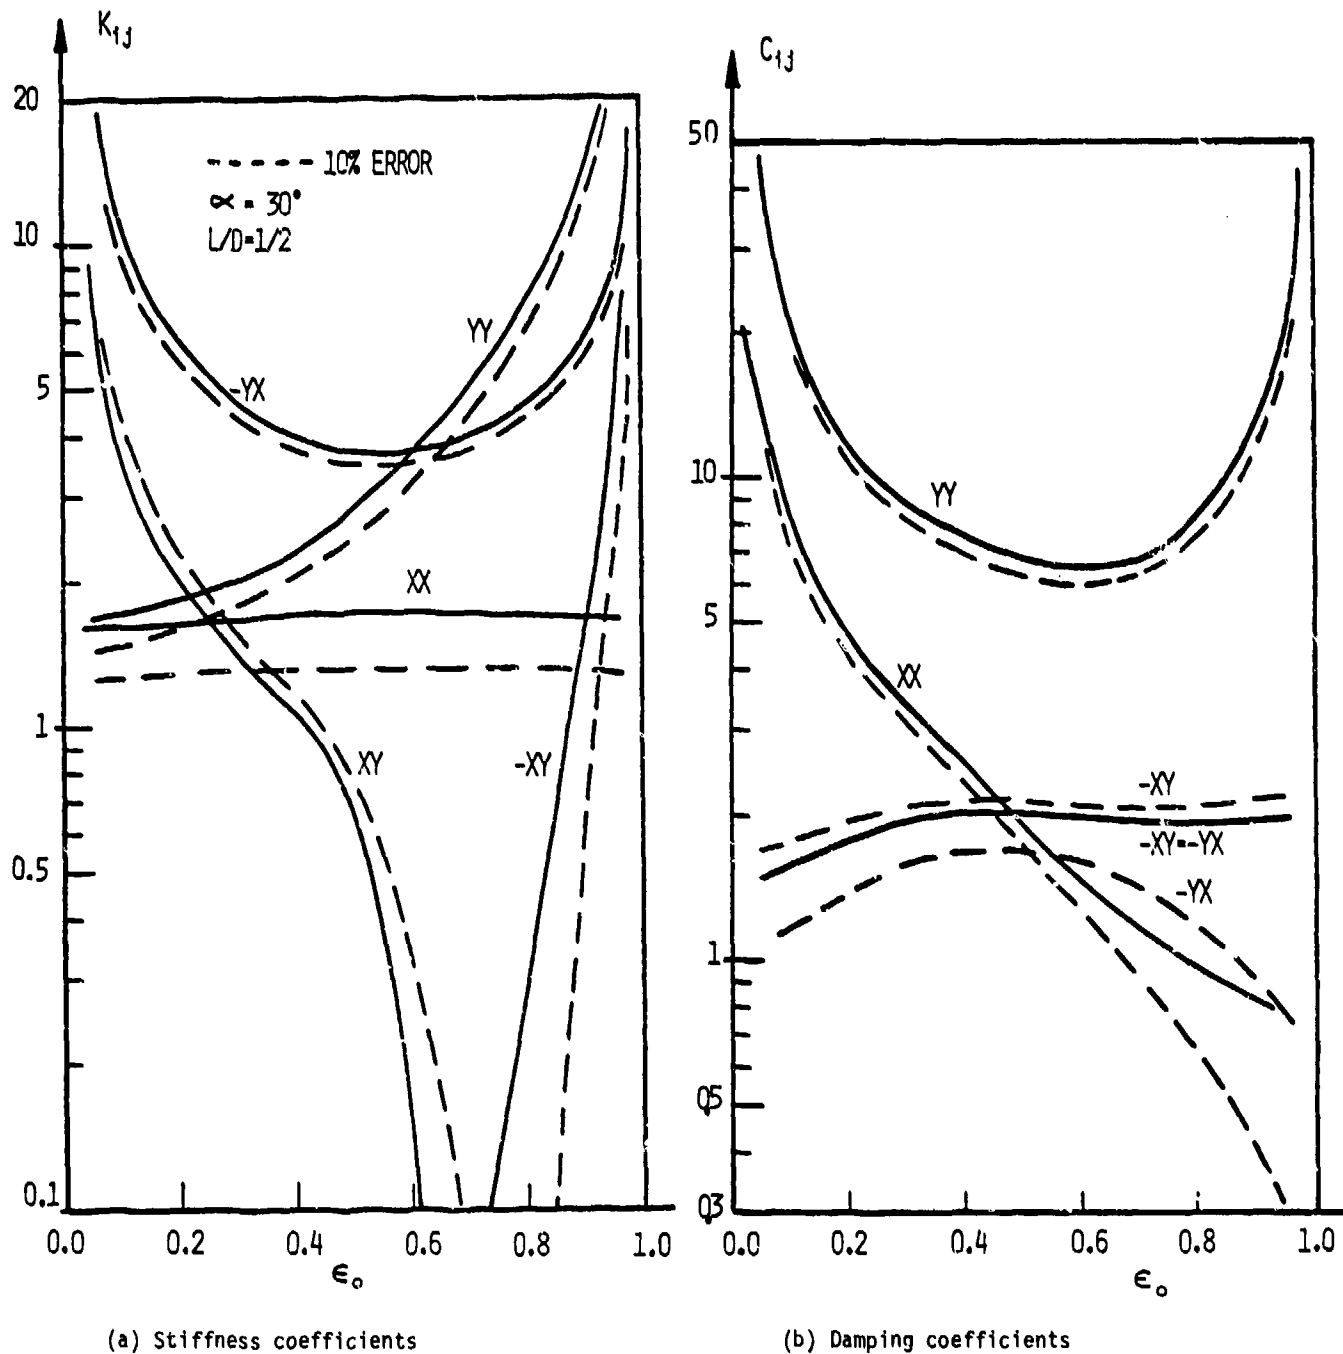 K_ij
20
10
5
1
0.5
0.1
---- 10% ERROR
α = 30°
L/D=1/2
YY
-YX
XX
XY
-XY
0.0 0.2 0.4 0.6 0.8 1.0
ϵ₀
(a) Stiffness coefficients
C_ij
50
10
5
1
0,5
0,3
YY
XX
-XY
-XY=-YX
-YX
0.0 0.2 0.4 0.6 0.8 1.0
ϵ₀
(b) Damping coefficients